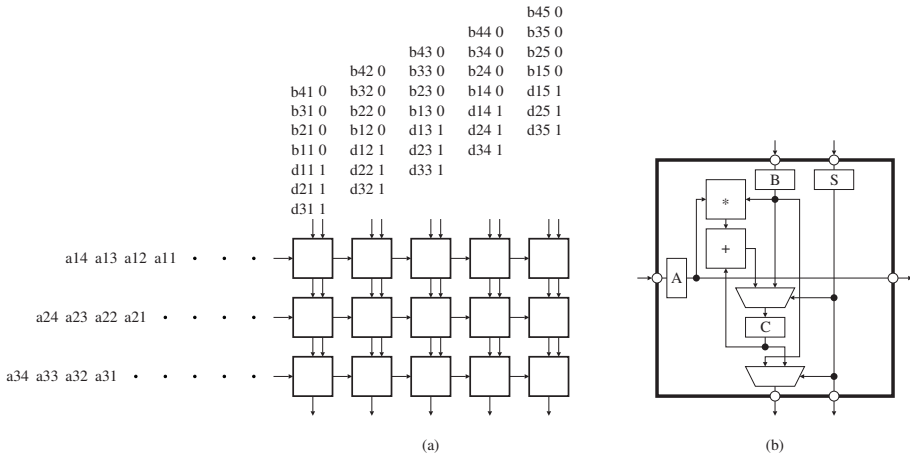 b45 0
b44 0 b35 0
b43 0 b34 0 b25 0
b42 0 b33 0 b24 0 b15 0
b41 0 b32 0 b23 0 b14 0 d15 1
b31 0 b22 0 b13 0 d14 1 d25 1
b21 0 b12 0 d13 1 d24 1 d35 1
b11 0 d12 1 d23 1 d34 1
d11 1 d22 1 d33 1
d21 1 d32 1
d31 1
a14 a13 a12 a11 · · ·
a24 a23 a22 a21 · · · ·
a34 a33 a32 a31 · · · · ·
(a)
B S
*
+
A
C
(b)